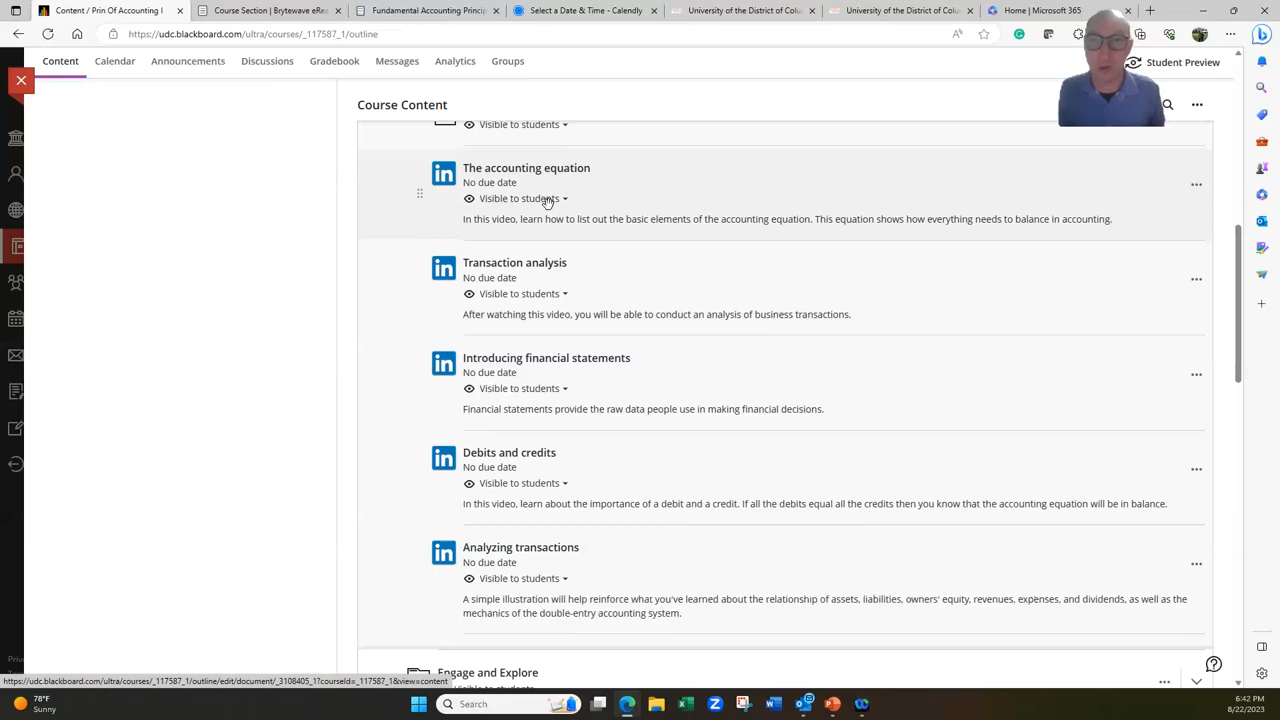 Content / Prin Of Accounting I
Course Section | Brytewave eRea
Fundamental Accounting Princip
Select a Date & Time - Calendly
University of the District of Colu
University of the District of Colu
Home | Microsoft 365
https://udc.blackboard.com/ultra/courses/_117587_1/outline
Content
Calendar
Announcements
Discussions
Gradebook
Messages
Analytics
Groups
Student Preview
Course Content
Visible to students
The accounting equation
No due date
Visible to students
In this video, learn how to list out the basic elements of the accounting equation. This equation shows how everything needs to balance in accounting.
Transaction analysis
No due date
Visible to students
After watching this video, you will be able to conduct an analysis of business transactions.
Introducing financial statements
No due date
Visible to students
Financial statements provide the raw data people use in making financial decisions.
Debits and credits
No due date
Visible to students
In this video, learn about the importance of a debit and a credit. If all the debits equal all the credits then you know that the accounting equation will be in balance.
Analyzing transactions
No due date
Visible to students
A simple illustration will help reinforce what you've learned about the relationship of assets, liabilities, owners' equity, revenues, expenses, and dividends, as well as the
mechanics of the double-entry accounting system.
Engage and Explore
https://udc.blackboard.com/ultra/courses/_117587_1/outline/edit/document/_3108405_1?courseId=_117587_1&view=content
78°F
Sunny
Search
6:42 PM
8/22/2023